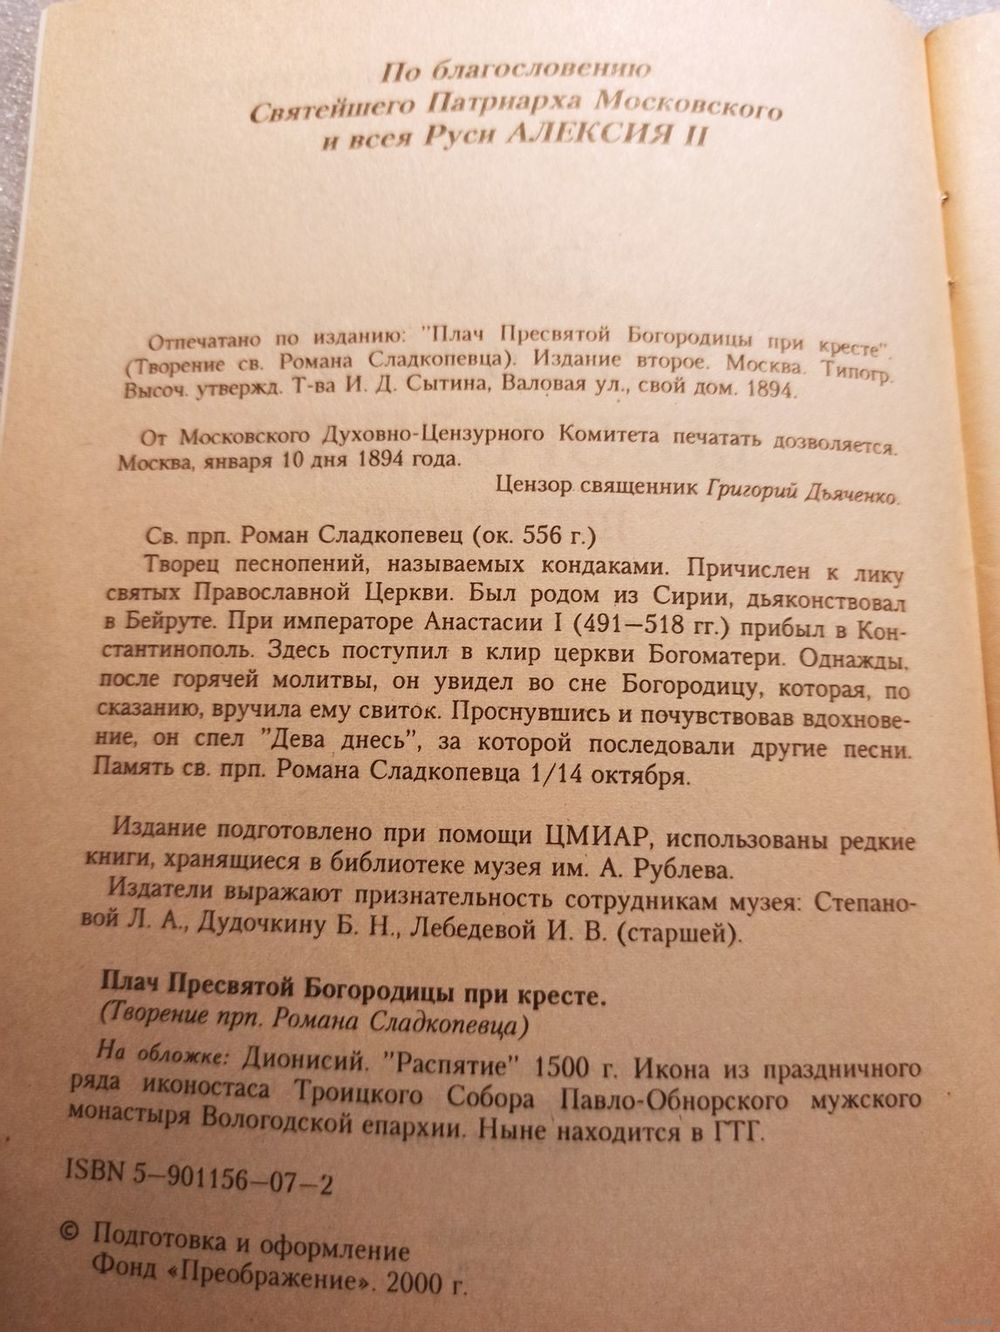 По благословению
Святейшего Патриарха Московского
и всея Руси АЛЕКСИЯ II
Отпечатано по изданию: "Плач Пресвятой Богородицы при кресте".
(Творение св. Романа Сладкопевца). Издание второе. Москва. Типогр.
Высоч. утвержд. Т-ва И. Д. Сытина, Валовая ул., свой дом. 1894.
От Московского Духовно-Цензурного Комитета печатать дозволяется.
Москва, января 10 дня 1894 года.
Цензор священник Григорий Дьяченко.
Св. прп. Роман Сладкопевец (ок. 556 г.)
Творец песнопений, называемых кондаками. Причислен к лику
святых Православной Церкви. Был родом из Сирии, дьяконствовал
в Бейруте. При императоре Анастасии I (491—518 гг.) прибыл в Кон-
стантинополь. Здесь поступил в клир церкви Богоматери. Однажды,
после горячей молитвы, он увидел во сне Богородицу, которая, по
сказанию, вручила ему свиток. Проснувшись и почувствовав вдохнове-
ние, он спел "Дева днесь", за которой последовали другие песни.
Память св. прп. Романа Сладкопевца 1/14 октября.
Издание подготовлено при помощи ЦМИАР, использованы редкие
книги, хранящиеся в библиотеке музея им. А. Рублева.
Издатели выражают признательность сотрудникам музея: Степано-
вой Л. А., Дудочкину Б. Н., Лебедевой И. В. (старшей).
Плач Пресвятой Богородицы при кресте.
(Творение прп. Романа Сладкопевца)
На обложке: Дионисий. "Распятие" 1500 г. Икона из праздничного
ряда иконостаса Троицкого Собора Павло-Обнорского мужского
монастыря Вологодской епархии. Ныне находится в ГТГ.
ISBN 5—901156—07—2
© Подготовка и оформление
Фонд «Преображение». 2000 г.